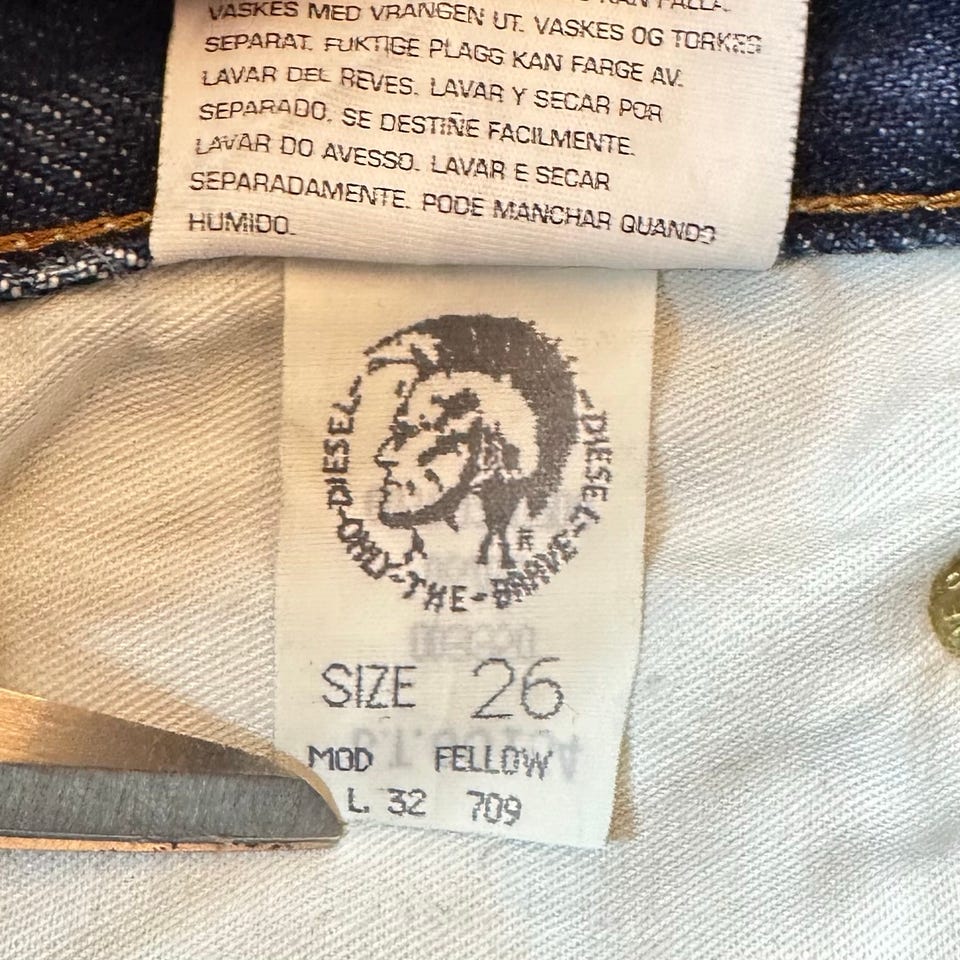 VASKES MED VRANGEN UT. VASKES OG TORKES
SEPARAT. FUKTIGE PLAGG KAN FARGE AV.
LAVAR DEL REVES. LAVAR Y SECAR POR
SEPARADO. SE DESTIÑE FACILMENTE.
LAVAR DO AVESSO. LAVAR E SECAR
SEPARADAMENTE. PODE MANCHAR QUANDO
HUMIDO.
DIESEL
DIESEL
ONLY-THE-BRAVE
R
SIZE 26
MOD FELLOW
L. 32 709